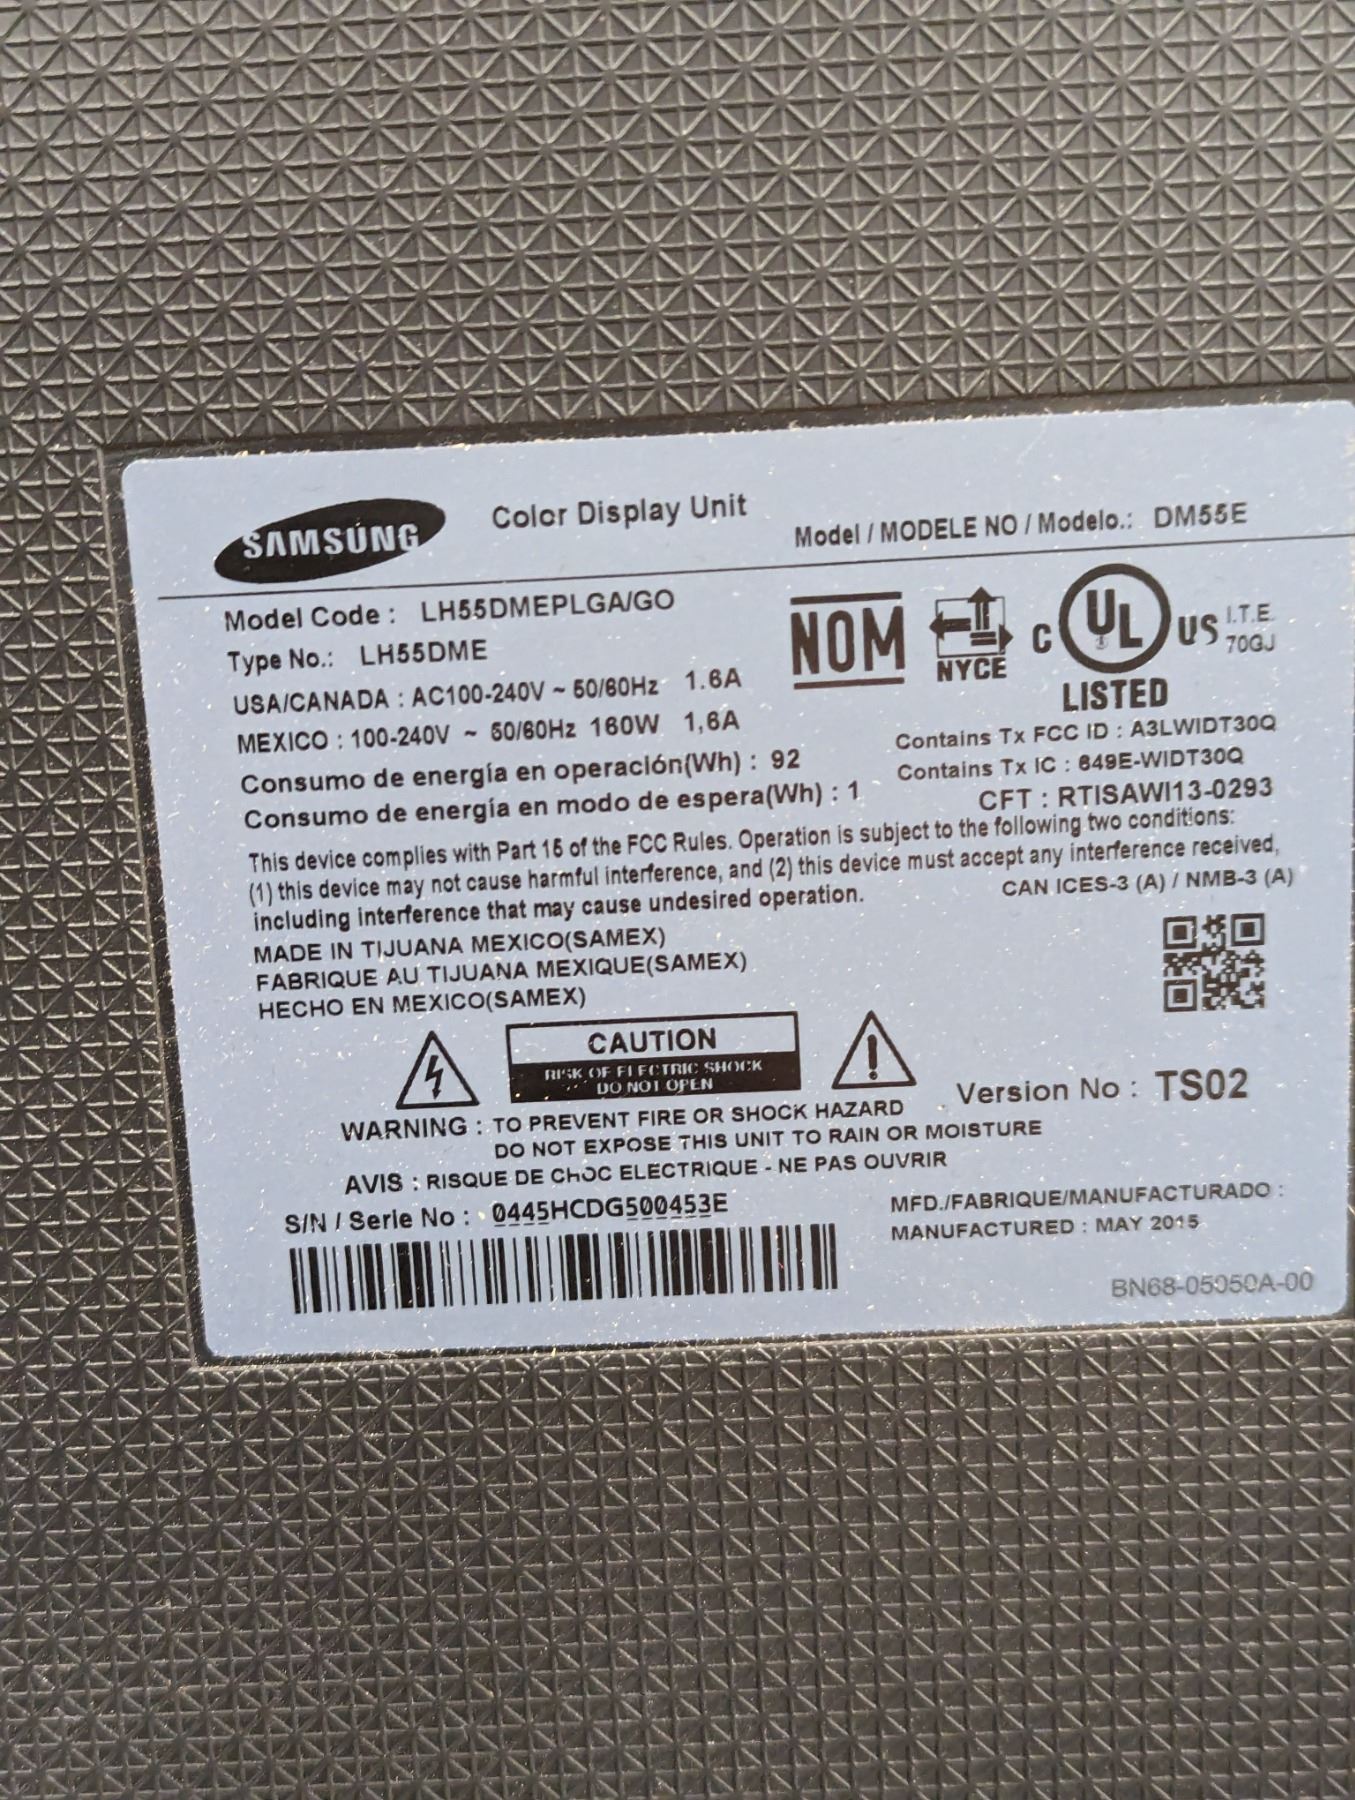 SAMSUNG
Color Display Unit
Model / MODELE NO / Modelo.: DM55E
Model Code : LH55DMEPLGA/GO
Type No.: LH55DME
USA/CANADA : AC100-240V ~ 50/60Hz 1.6A
MEXICO : 100-240V ~ 50/60Hz 160W 1,6A
Consumo de energía en operación(Wh) : 92
Consumo de energía en modo de espera(Wh) : 1
NOM
NYCE
C UL US I.T.E.
70GJ
LISTED
Contains Tx FCC ID : A3LWIDT30Q
Contains Tx IC : 649E-WIDT30Q
CFT : RTISAWI13-0293
This device complies with Part 15 of the FCC Rules. Operation is subject to the following two conditions:
(1) this device may not cause harmful interference, and (2) this device must accept any interference received,
including interference that may cause undesired operation.
CAN ICES-3 (A) / NMB-3 (A)
MADE IN TIJUANA MEXICO(SAMEX)
FABRIQUE AU TIJUANA MEXIQUE(SAMEX)
HECHO EN MEXICO(SAMEX)
CAUTION
RISK OF ELECTRIC SHOCK
DO NOT OPEN
Version No : TS02
WARNING : TO PREVENT FIRE OR SHOCK HAZARD
DO NOT EXPOSE THIS UNIT TO RAIN OR MOISTURE
AVIS : RISQUE DE CHOC ELECTRIQUE - NE PAS OUVRIR
S/N / Serie No : 0445HCDG500453E
MFD./FABRIQUE/MANUFACTURADO :
MANUFACTURED : MAY 2015
BN68-05050A-00